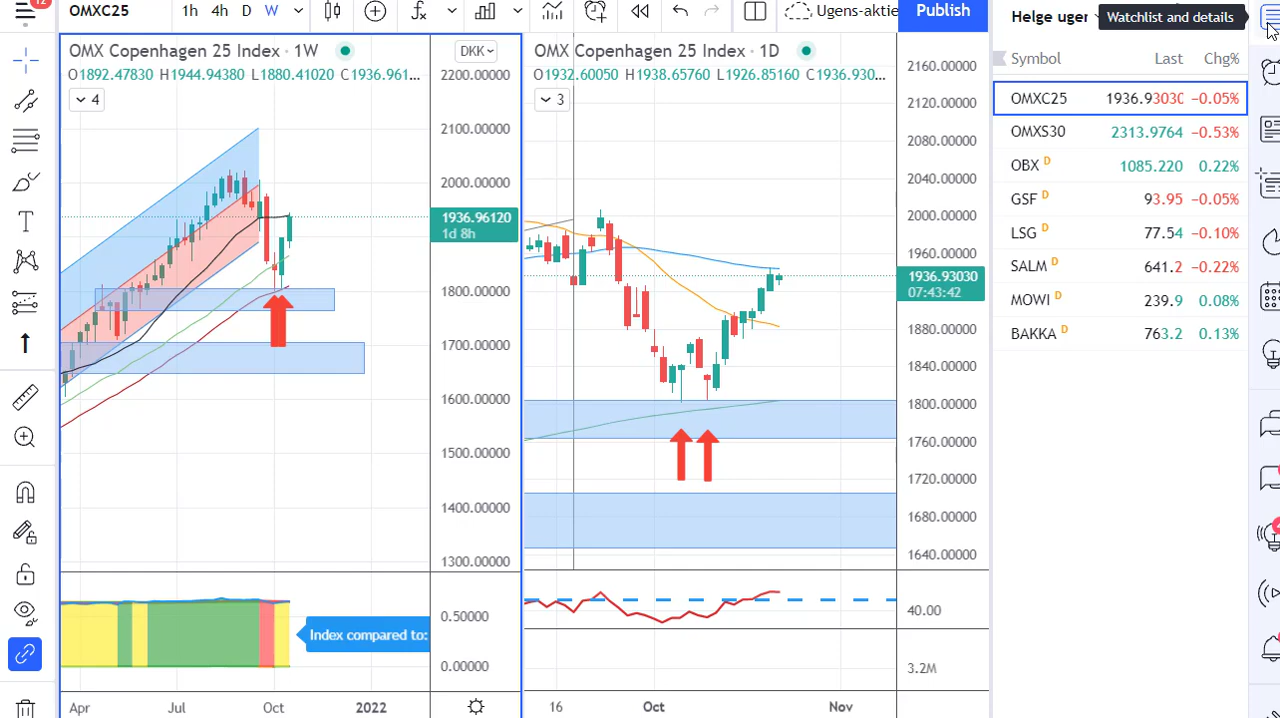 12
OMXC25
1h 4h D W
Ugens-aktie
Publish
Helge uger
Watchlist and details
OMX Copenhagen 25 Index · 1W
DKK
O1892.47830 H1944.94380 L1880.41020 C1936.961...
4
2200.00000
2100.00000
2000.00000
1936.96120
1d 8h
1800.00000
1700.00000
1600.00000
1500.00000
1400.00000
1300.00000
0.50000
Index compared to:
0.00000
Apr Jul Oct 2022
OMX Copenhagen 25 Index · 1D
O1932.60050 H1938.65760 L1926.85160 C1936.930...
3
2160.00000
2120.00000
2080.00000
2040.00000
2000.00000
1960.00000
1936.93030
07:43:42
1880.00000
1840.00000
1800.00000
1760.00000
1720.00000
1680.00000
1640.00000
40.00
3.2M
16 Oct Nov
Symbol Last Chg%
OMXC25 1936.93030 −0.05%
OMXS30 2313.9764 −0.53%
OBX D 1085.220 0.22%
GSF D 93.95 −0.05%
LSG D 77.54 −0.10%
SALM D 641.2 −0.22%
MOWI D 239.9 0.08%
BAKKA D 763.2 0.13%